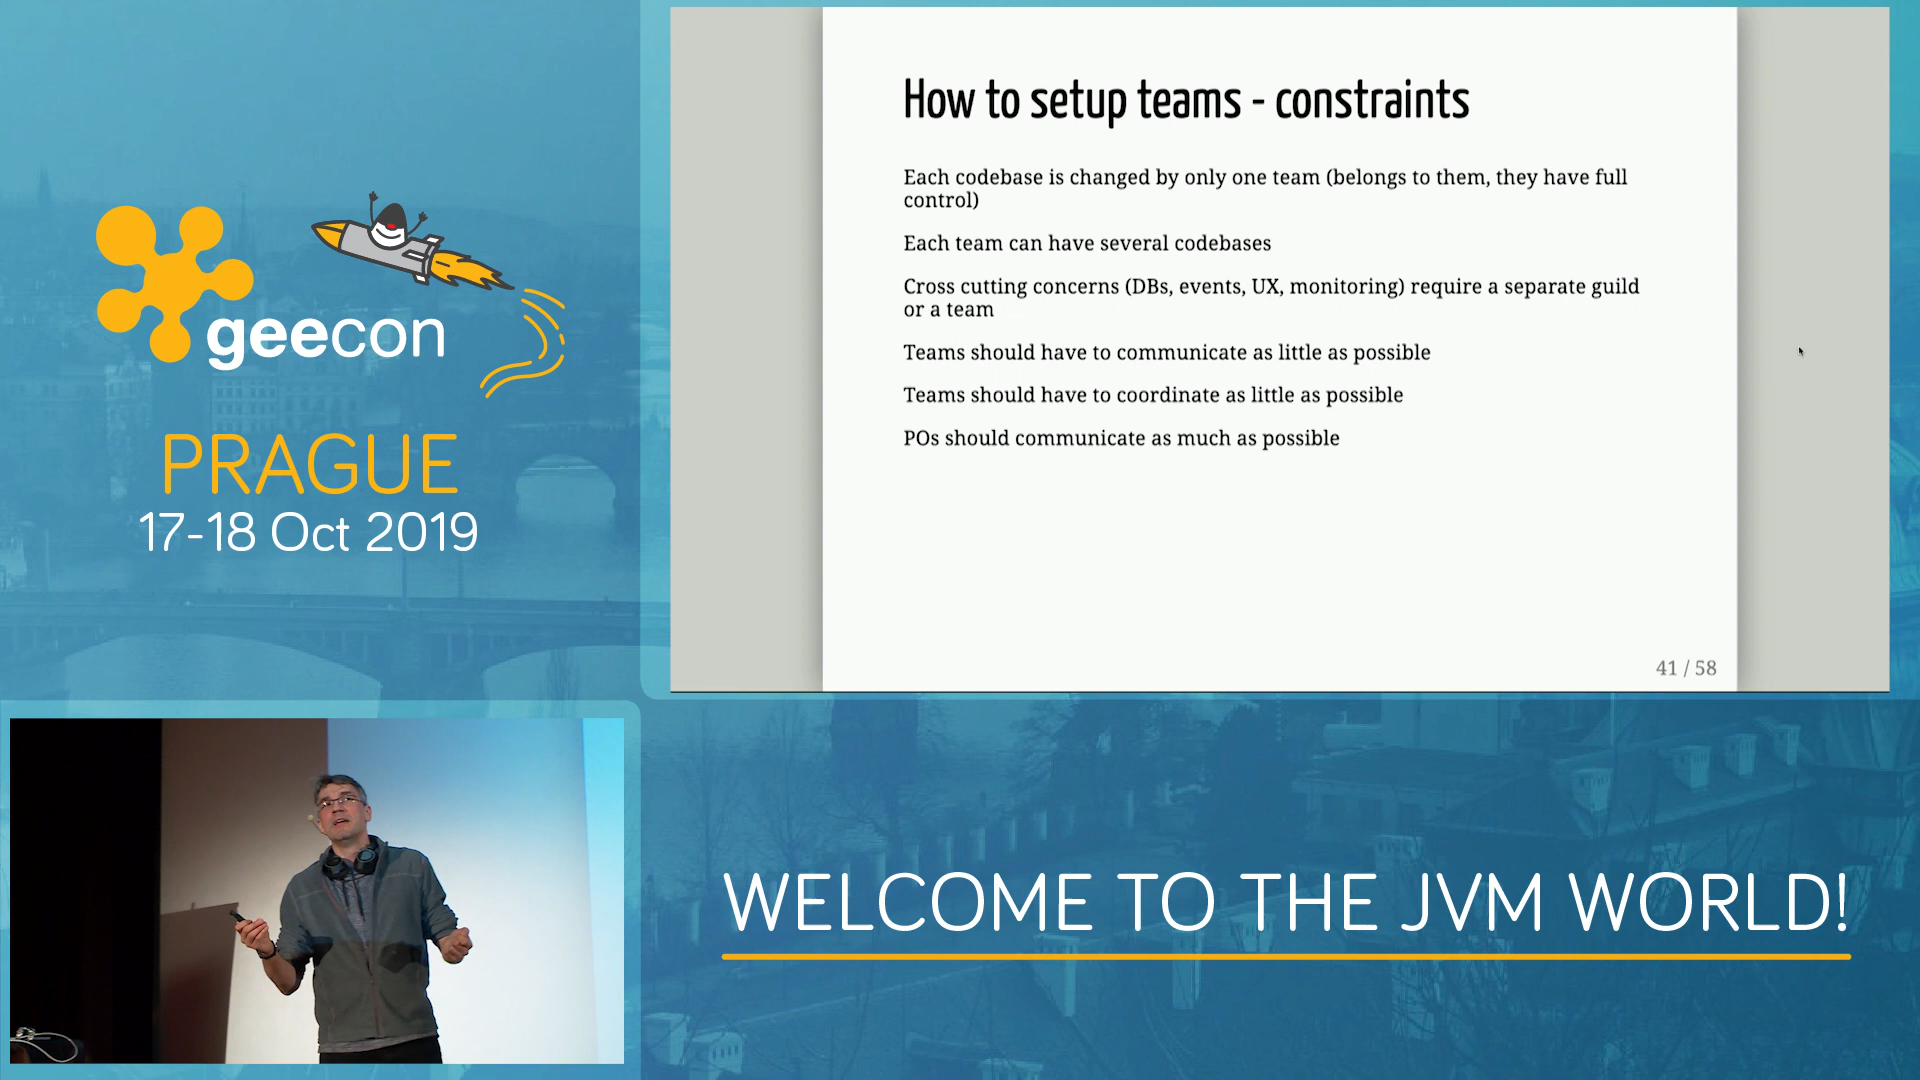 geecon
PRAGUE
17-18 Oct 2019
How to setup teams - constraints
Each codebase is changed by only one team (belongs to them, they have full
control)
Each team can have several codebases
Cross cutting concerns (DBs, events, UX, monitoring) require a separate guild
or a team
Teams should have to communicate as little as possible
Teams should have to coordinate as little as possible
POs should communicate as much as possible
41 / 58
WELCOME TO THE JVM WORLD!